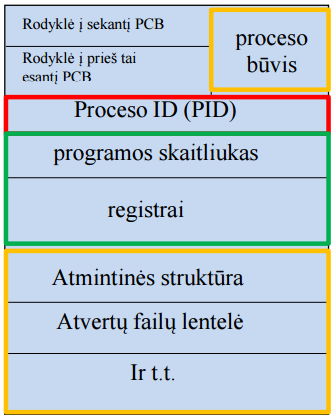 Rodyklė į sekantį PCB
Rodyklė į prieš tai
esantį PCB
proceso
būvis
Proceso ID (PID)
programos skaitliukas
registrai
Atmintinės struktūra
Atvertų failų lentelė
Ir t.t.